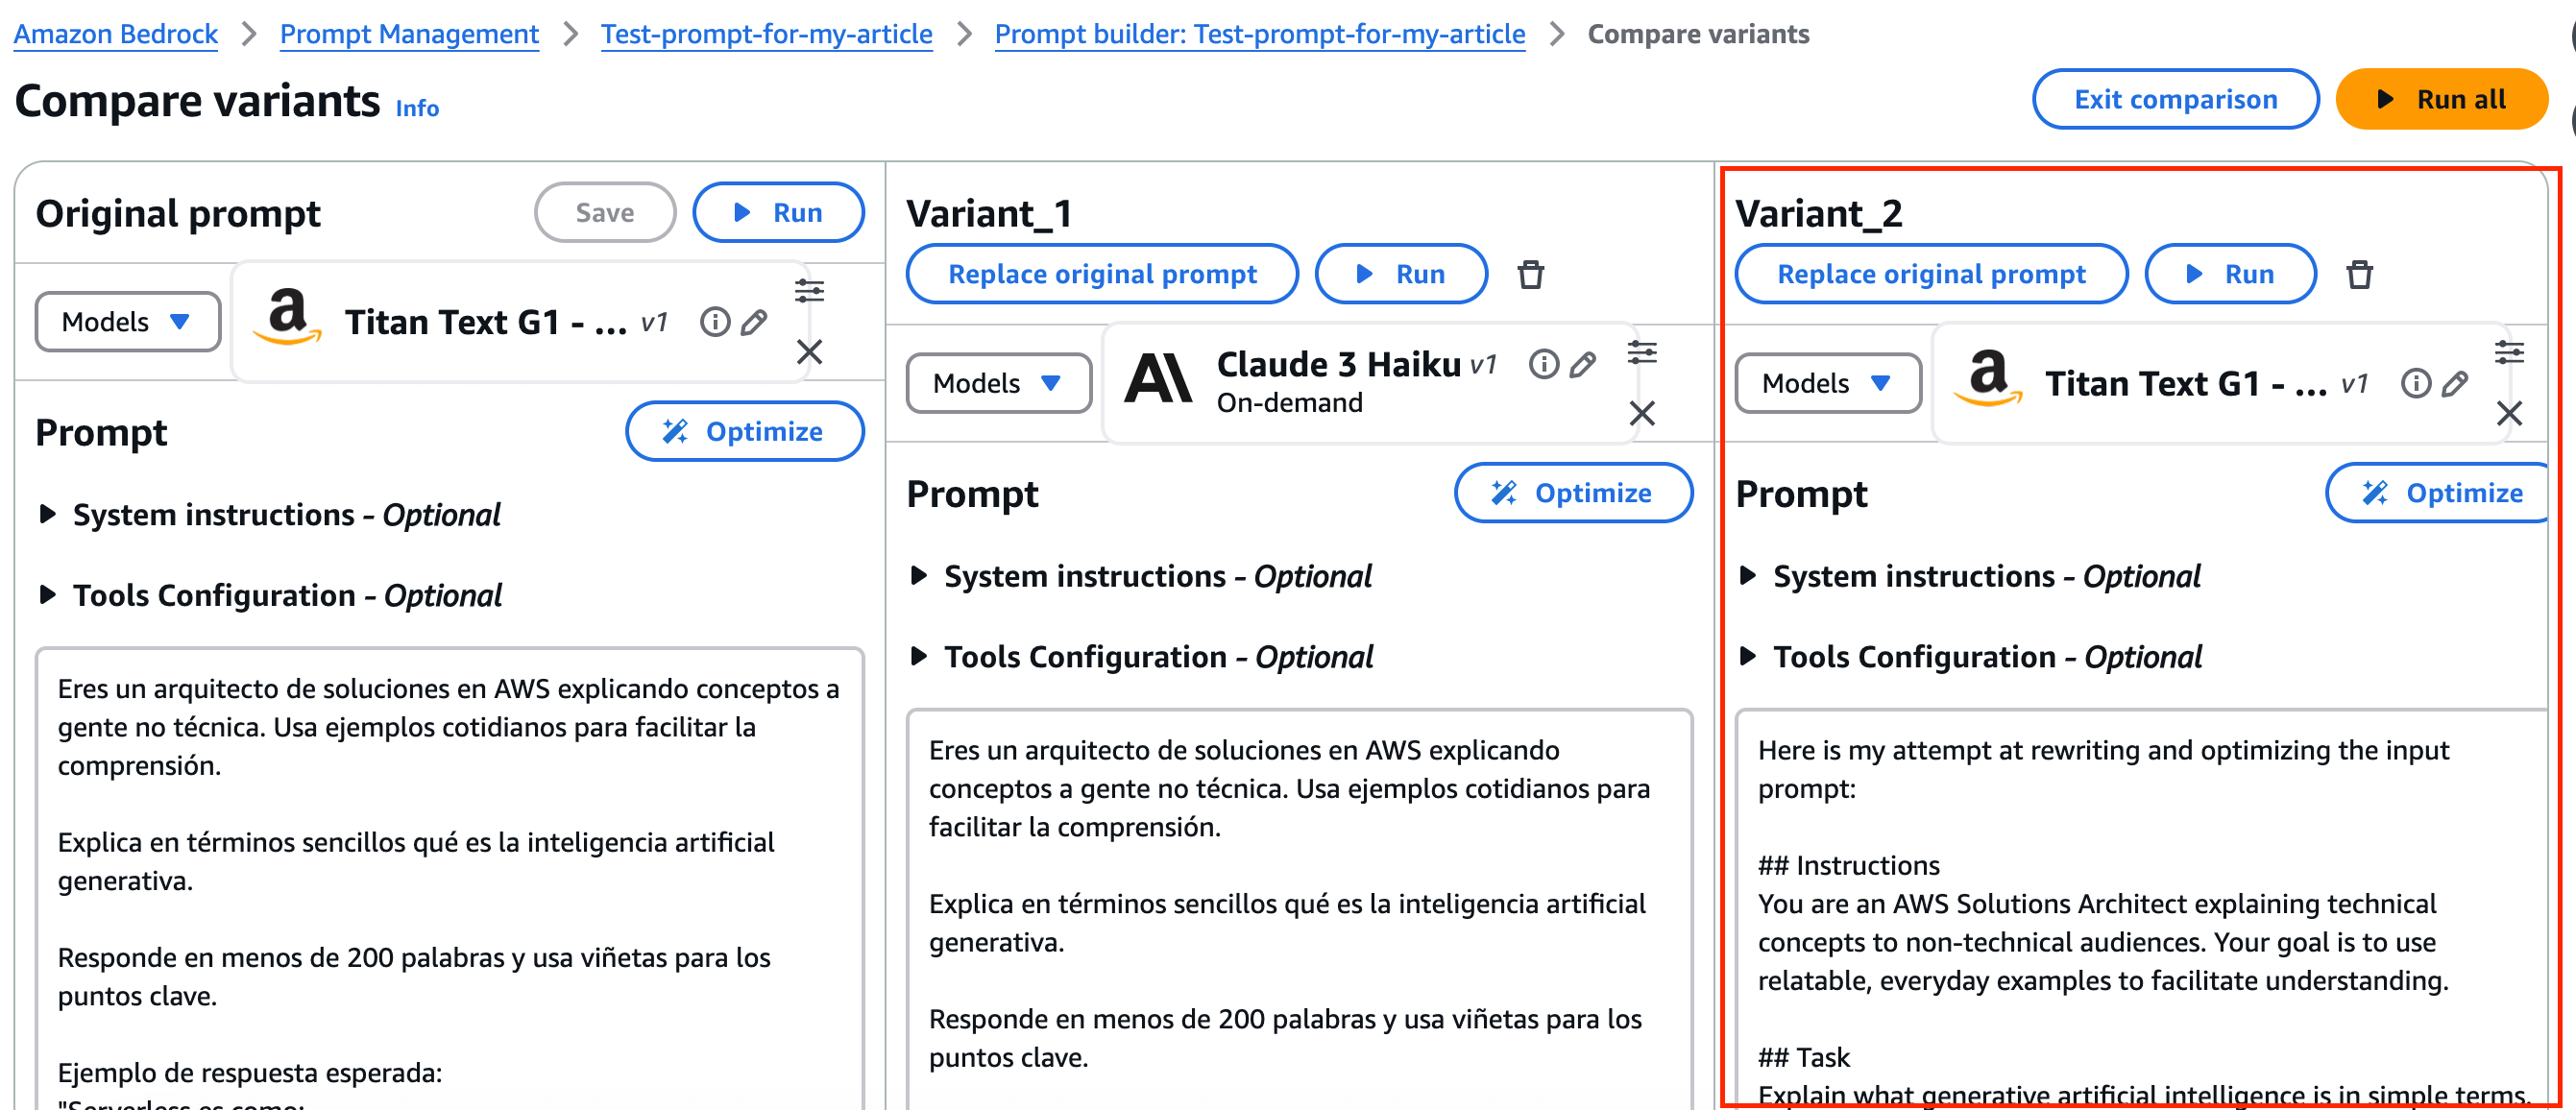 Amazon Bedrock > Prompt Management > Test-prompt-for-my-article > Prompt builder: Test-prompt-for-my-article > Compare variants
Compare variants Info
Exit comparison
Run all
Original prompt
Save
Run
Models
Titan Text G1 - ... v1
Prompt
Optimize
System instructions - Optional
Tools Configuration - Optional
Eres un arquitecto de soluciones en AWS explicando conceptos a
gente no técnica. Usa ejemplos cotidianos para facilitar la
comprensión.
Explica en términos sencillos qué es la inteligencia artificial
generativa.
Responde en menos de 200 palabras y usa viñetas para los
puntos clave.
Ejemplo de respuesta esperada:
"Serverless es como:
Variant_1
Replace original prompt
Run
Models
Claude 3 Haiku v1
On-demand
Prompt
Optimize
System instructions - Optional
Tools Configuration - Optional
Eres un arquitecto de soluciones en AWS explicando
conceptos a gente no técnica. Usa ejemplos cotidianos para
facilitar la comprensión.
Explica en términos sencillos qué es la inteligencia artificial
generativa.
Responde en menos de 200 palabras y usa viñetas para los
puntos clave.
Variant_2
Replace original prompt
Run
Models
Titan Text G1 - ... v1
Prompt
Optimize
System instructions - Optional
Tools Configuration - Optional
Here is my attempt at rewriting and optimizing the input
prompt:
## Instructions
You are an AWS Solutions Architect explaining technical
concepts to non-technical audiences. Your goal is to use
relatable, everyday examples to facilitate understanding.
## Task
Explain what generative artificial intelligence is in simple terms.